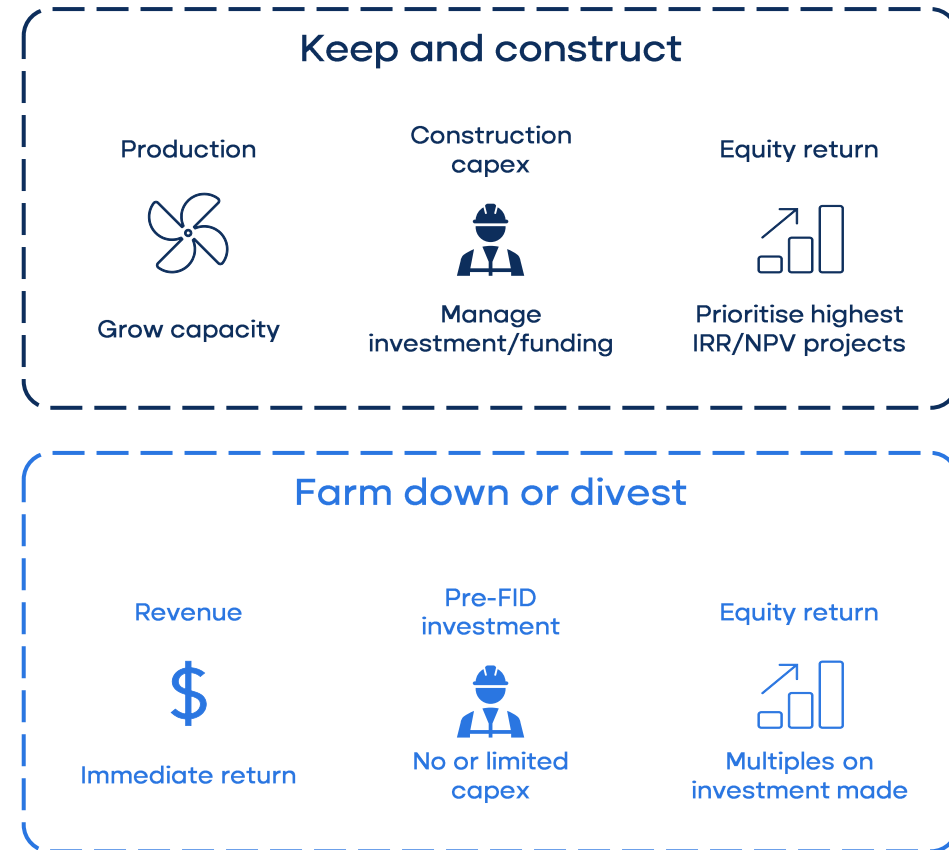 Keep and construct
Production
Construction
capex
Equity return
Grow capacity
Manage
investment/funding
Prioritise highest
IRR/NPV projects
Farm down or divest
Revenue
Pre-FID
investment
Equity return
$
Immediate return
No or limited
capex
Multiples on
investment made